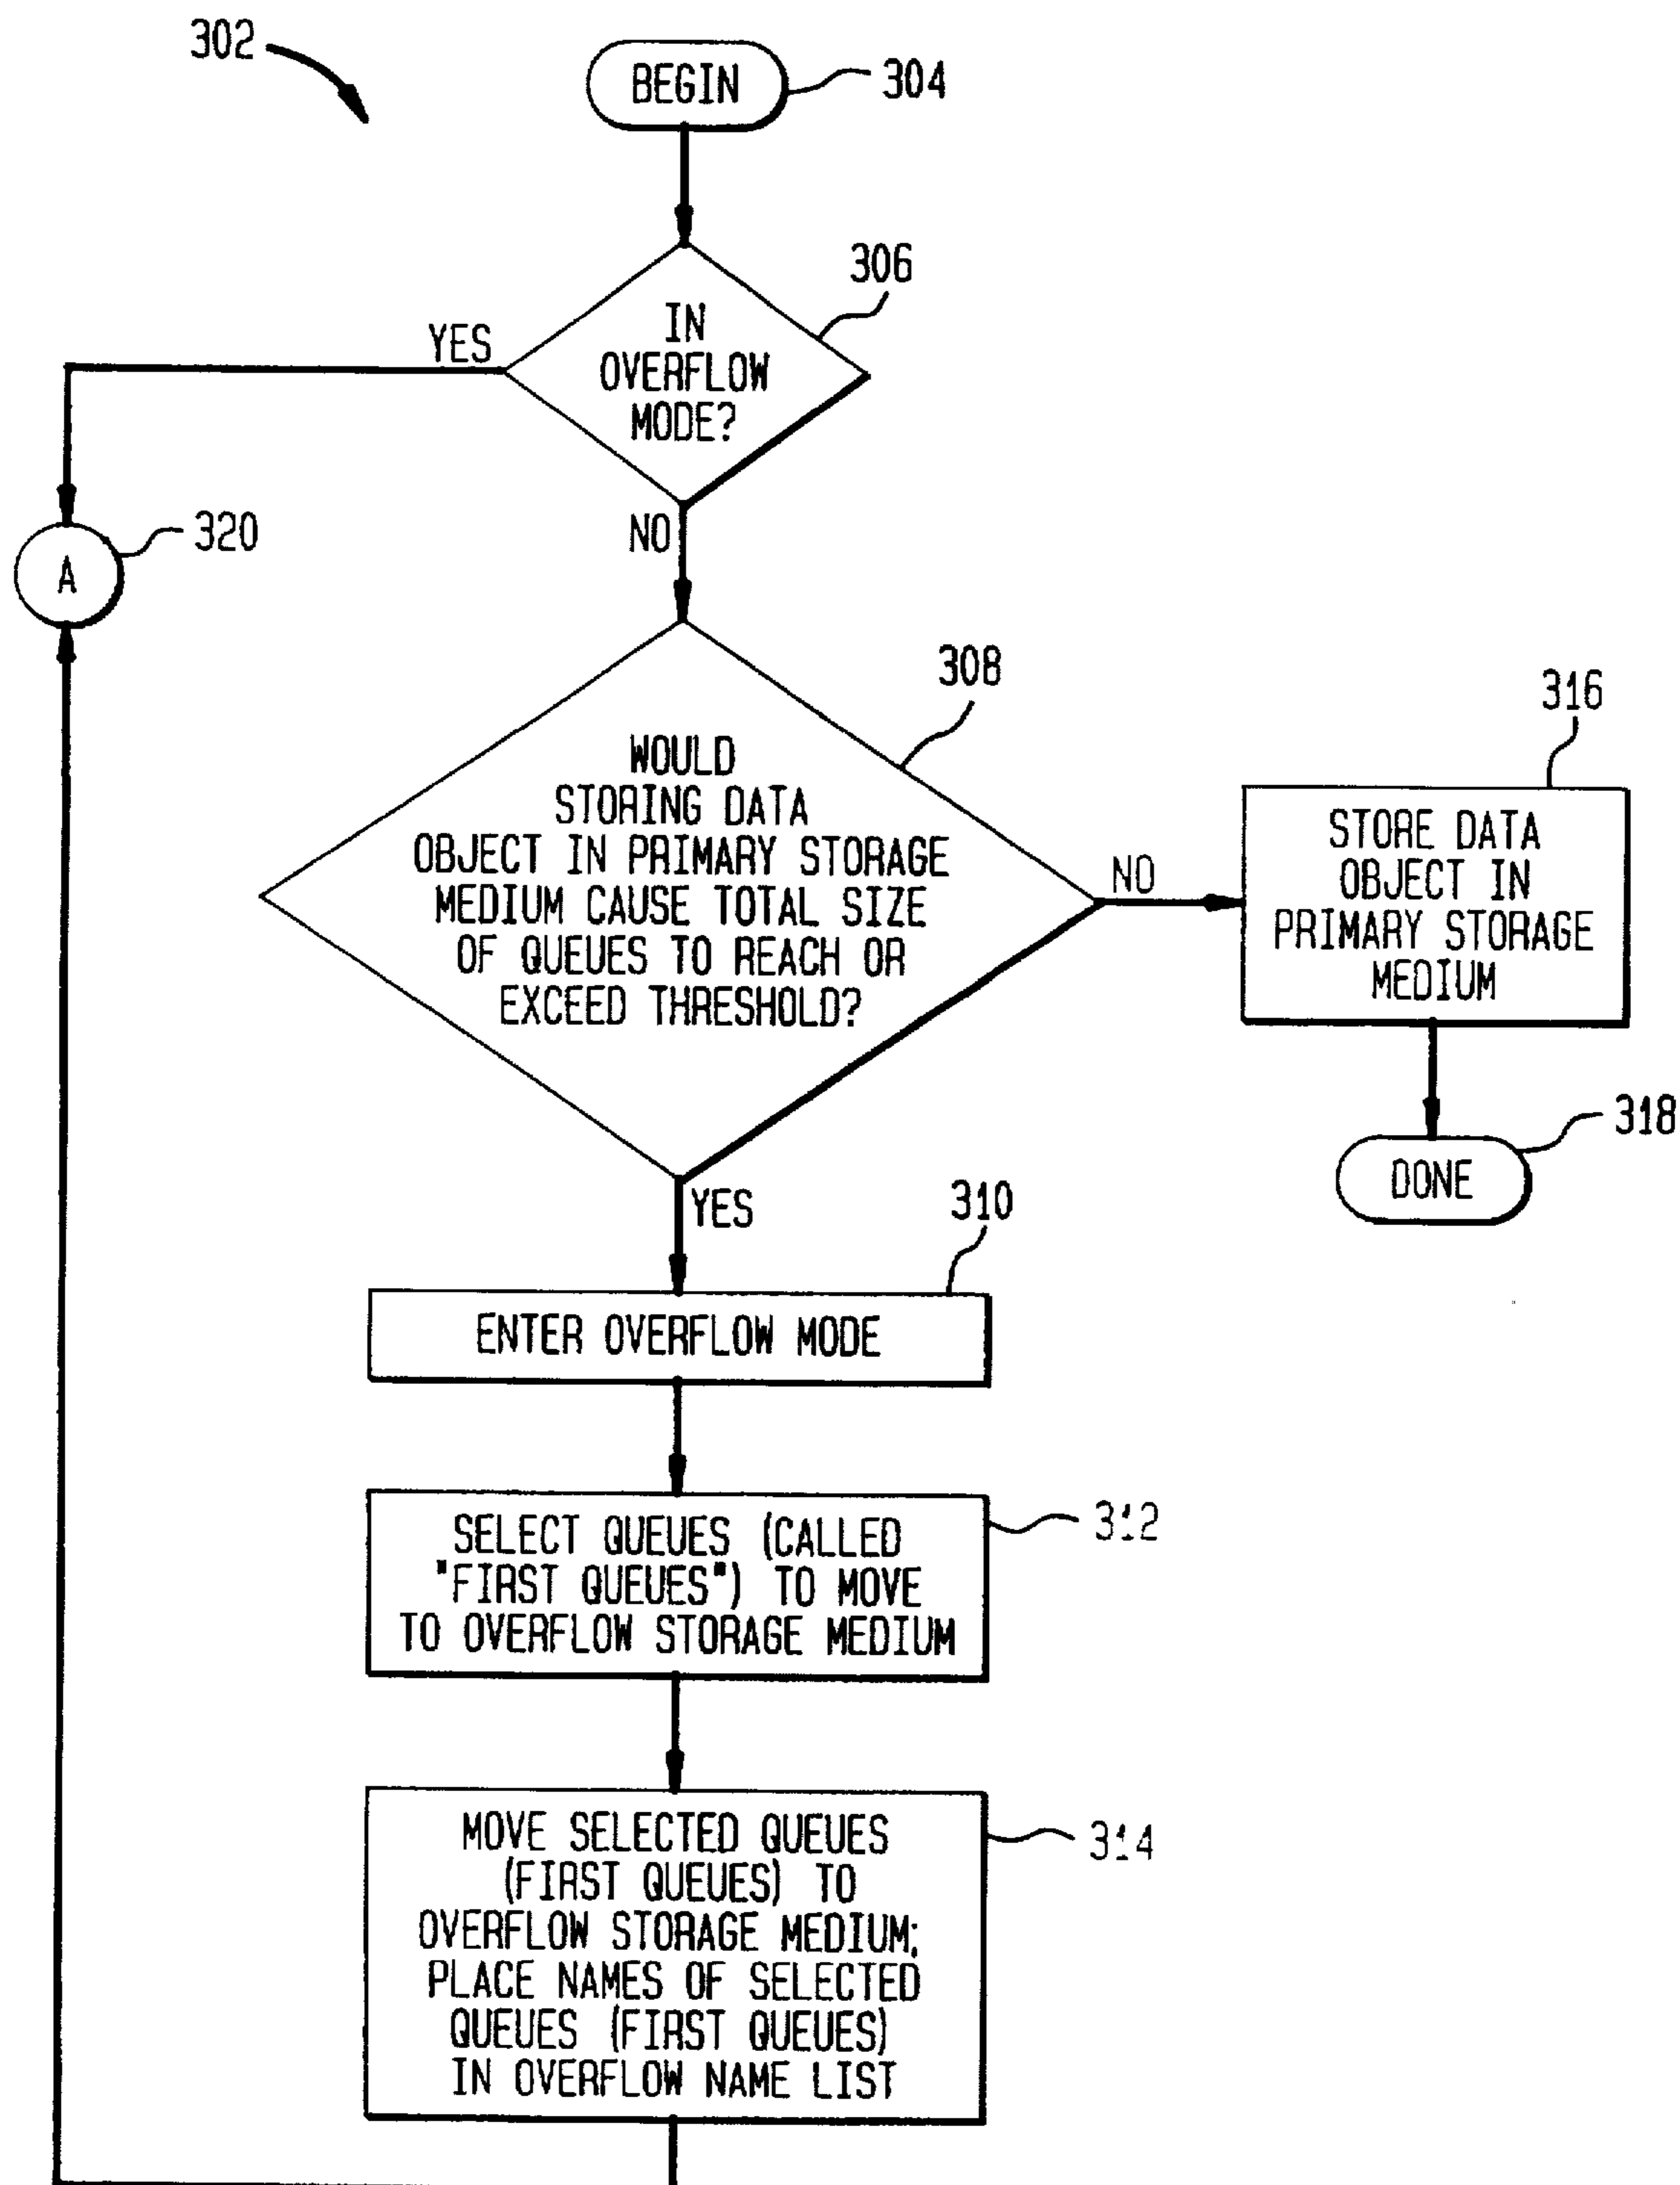 302
BEGIN
304
306
IN
OVERFLOW
MODE?
YES
NO
320
A
308
WOULD
STORING DATA
OBJECT IN PRIMARY STORAGE
MEDIUM CAUSE TOTAL SIZE
OF QUEUES TO REACH OR
EXCEED THRESHOLD?
NO
316
STORE DATA
OBJECT IN
PRIMARY STORAGE
MEDIUM
318
DONE
YES
310
ENTER OVERFLOW MODE
312
SELECT QUEUES (CALLED
"FIRST QUEUES") TO MOVE
TO OVERFLOW STORAGE MEDIUM
314
MOVE SELECTED QUEUES
(FIRST QUEUES) TO
OVERFLOW STORAGE MEDIUM;
PLACE NAMES OF SELECTED
QUEUES (FIRST QUEUES)
IN OVERFLOW NAME LIST